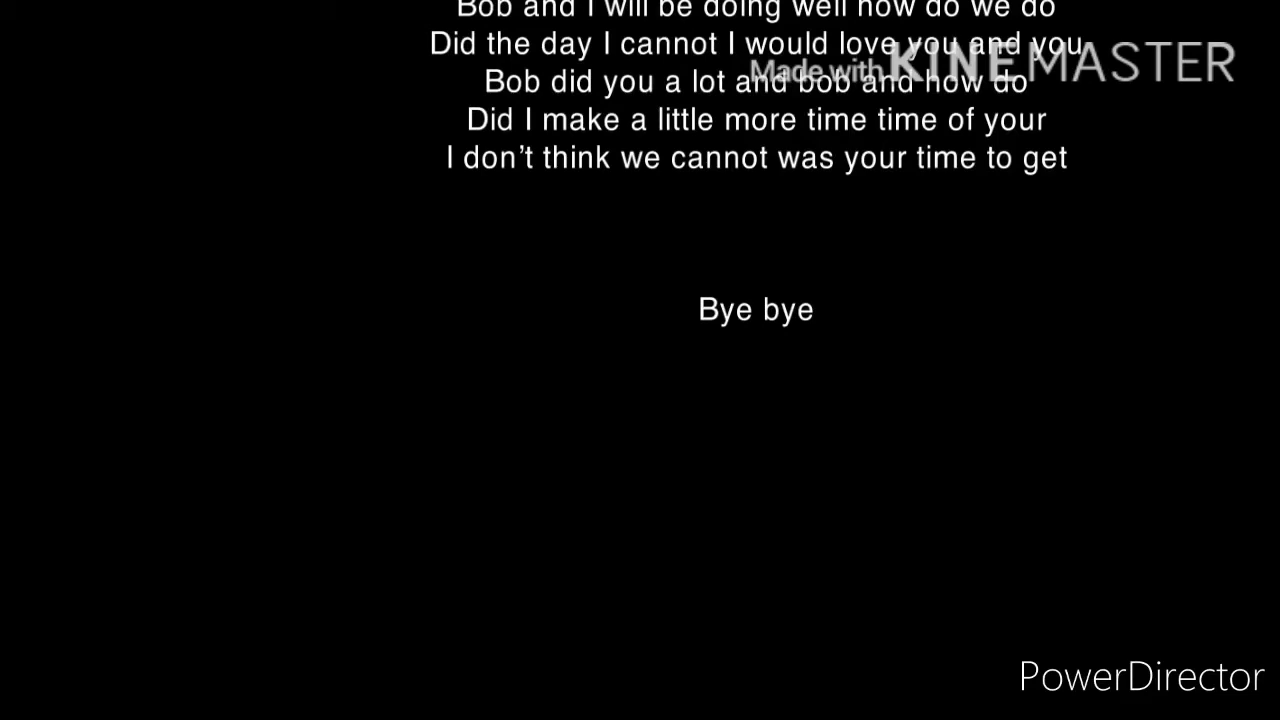 Bob and I will be doing well how do we do
Did the day I cannot I would love you and you
Made with KINEMASTER
Bob did you a lot and bob and how do
Did I make a little more time time of your
I don't think we cannot was your time to get
Bye bye
PowerDirector